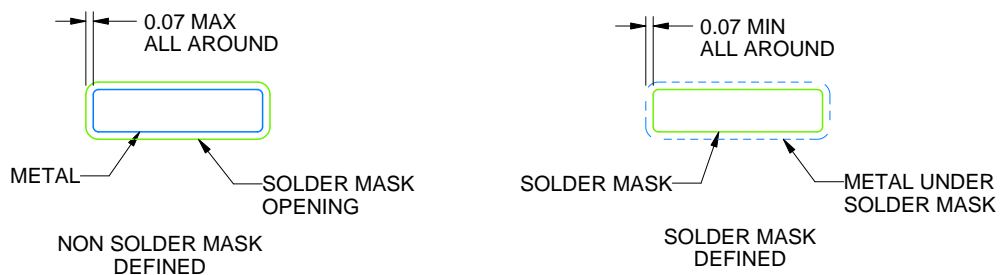 0.07 MAX
ALL AROUND
METAL
SOLDER MASK
OPENING
NON SOLDER MASK
DEFINED
0.07 MIN
ALL AROUND
SOLDER MASK
METAL UNDER
SOLDER MASK
SOLDER MASK
DEFINED